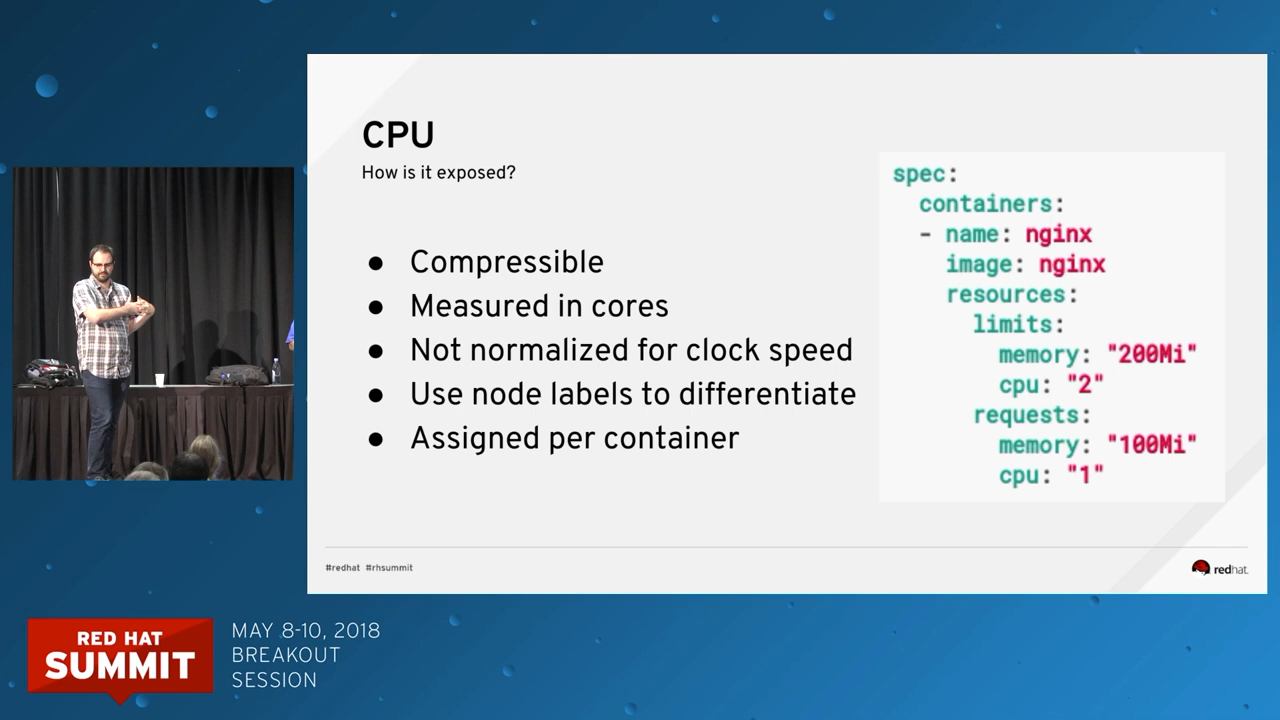 CPU
How is it exposed?
● Compressible
● Measured in cores
● Not normalized for clock speed
● Use node labels to differentiate
● Assigned per container
spec:
  containers:
  - name: nginx
    image: nginx
    resources:
      limits:
        memory: "200Mi"
        cpu: "2"
      requests:
        memory: "100Mi"
        cpu: "1"
#redhat #rhsummit
redhat.
RED HAT
SUMMIT
MAY 8-10, 2018
BREAKOUT
SESSION